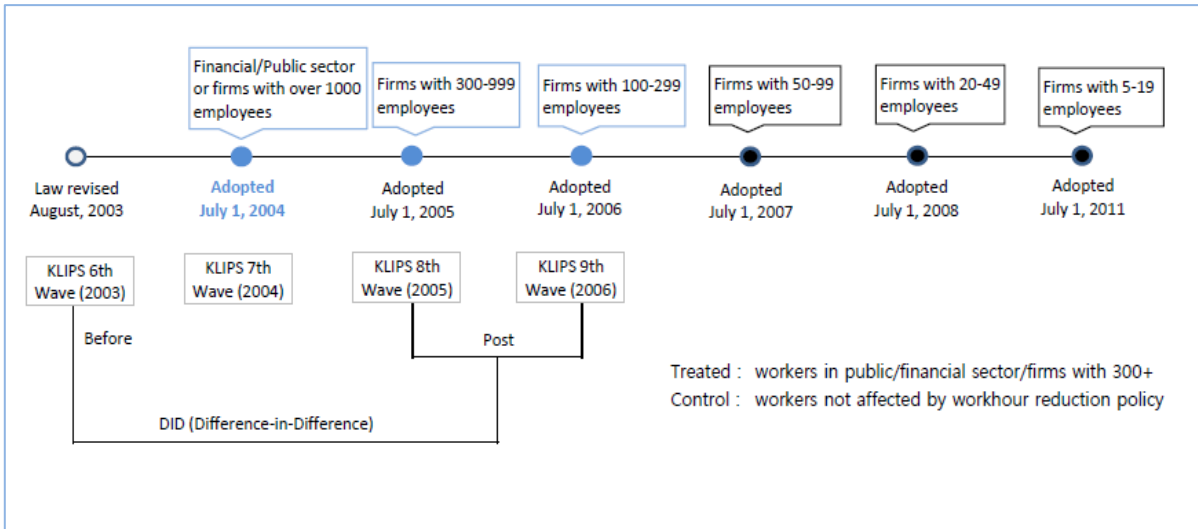 Financial/Public sector
or firms with over 1000
employees
Firms with 300-999
employees
Firms with 100-299
employees
Firms with 50-99
employees
Firms with 20-49
employees
Firms with 5-19
employees
Law revised
August, 2003
Adopted
July 1, 2004
Adopted
July 1, 2005
Adopted
July 1, 2006
Adopted
July 1, 2007
Adopted
July 1, 2008
Adopted
July 1, 2011
KLIPS 6th
Wave (2003)
KLIPS 7th
Wave (2004)
KLIPS 8th
Wave (2005)
KLIPS 9th
Wave (2006)
Before
Post
DID (Difference-in-Difference)
Treated : workers in public/financial sector/firms with 300+
Control : workers not affected by workhour reduction policy